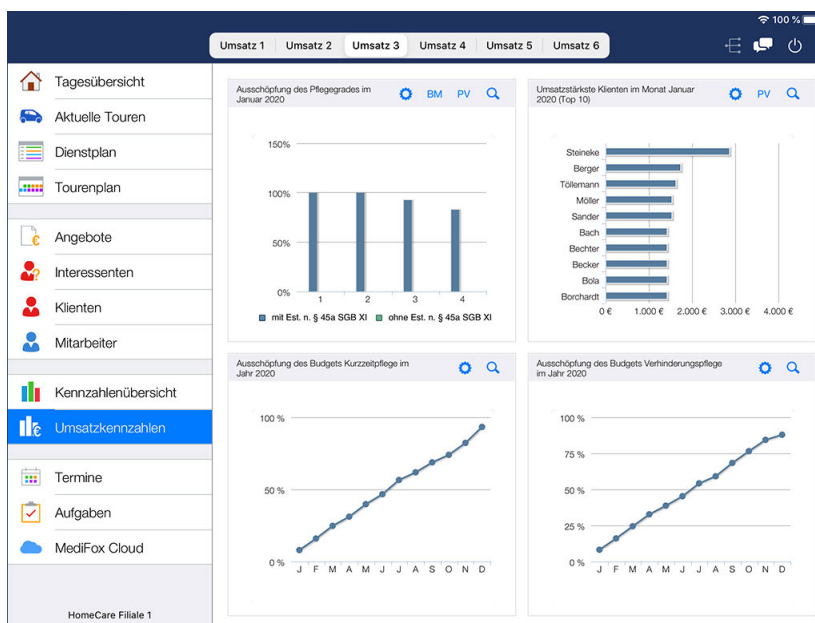 100 %
Umsatz 1 Umsatz 2 Umsatz 3 Umsatz 4 Umsatz 5 Umsatz 6
Tagesübersicht
Aktuelle Touren
Dienstplan
Tourenplan
Angebote
Interessenten
Klienten
Mitarbeiter
Kennzahlenübersicht
Umsatzkennzahlen
Termine
Aufgaben
MediFox Cloud
HomeCare Filiale 1
Ausschöpfung des Pflegegrades im
Januar 2020
BM PV
150%
100%
50%
0%
1 2 3 4
mit Est. n. § 45a SGB XI ohne Est. n. § 45a SGB XI
Umsatzstärkste Klienten im Monat Januar
2020 (Top 10)
PV
Steineke
Berger
Töllemann
Möller
Sander
Bach
Bechter
Becker
Bola
Borchardt
0 € 1.000 € 2.000 € 3.000 € 4.000 €
Ausschöpfung des Budgets Kurzzeitpflege im
Jahr 2020
100 %
50 %
0 %
J F M A M J J A S O N D
Ausschöpfung des Budgets Verhinderungspflege
im Jahr 2020
100 %
75 %
50 %
25 %
0 %
J F M A M J J A S O N D